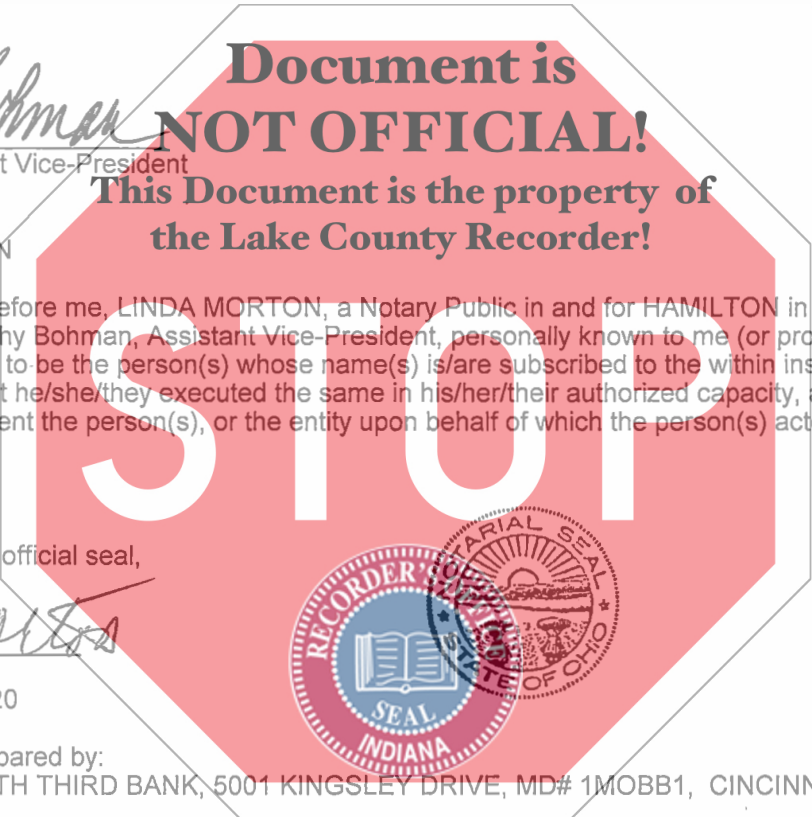 Document is
NOT OFFICIAL!
This Document is the property of
the Lake County Recorder!
Bohman
t Vice-President
N
efore me, LINDA MORTON, a Notary Public in and for HAMILTON in
hy Bohman, Assistant Vice-President, personally known to me (or pro
to be the person(s) whose name(s) is/are subscribed to the within ins
t he/she/they executed the same in his/her/their authorized capacity, a
ent the person(s), or the entity upon behalf of which the person(s) act
STOP
official seal,
NOTARIAL SEAL
STATE OF OHIO
RECORDER'S OFFICE
SEAL
INDIANA
20
pared by:
TH THIRD BANK, 5001 KINGSLEY DRIVE, MD# 1MOBB1, CINCINN